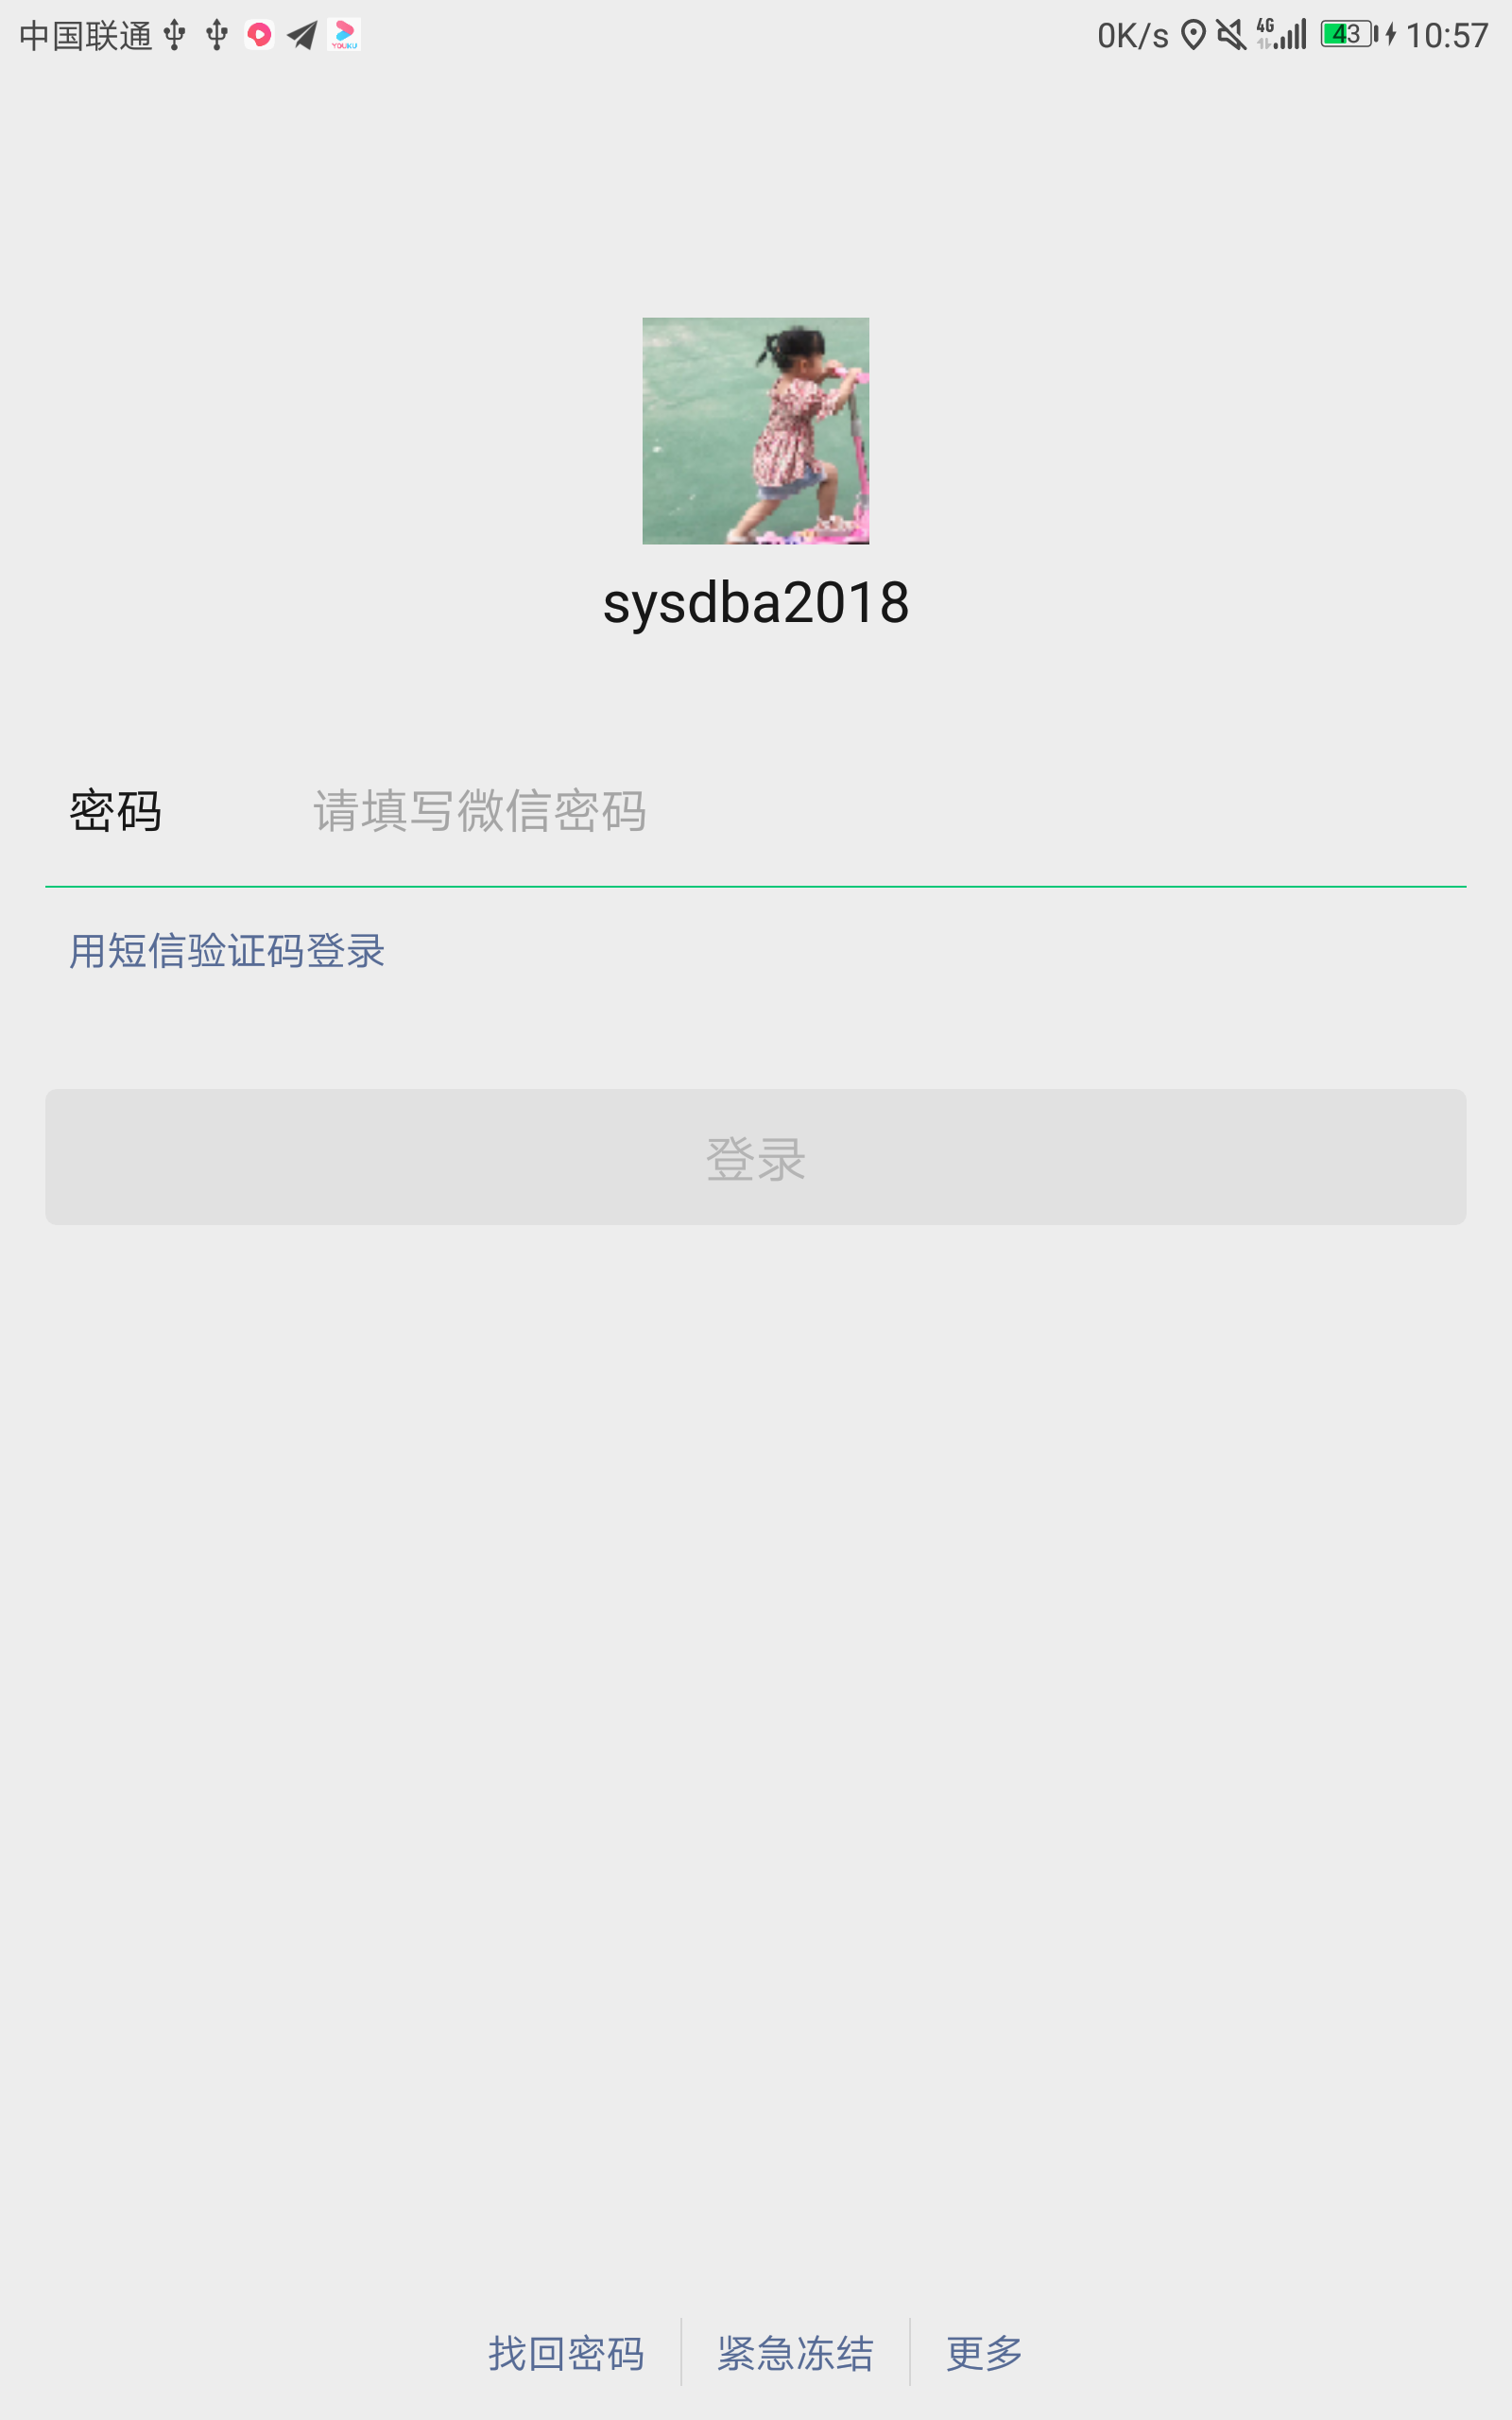 中国联通 YOUKU 0K/s 4G 43 10:57
sysdba2018
密码 请填写微信密码
用短信验证码登录
登录
找回密码 紧急冻结 更多